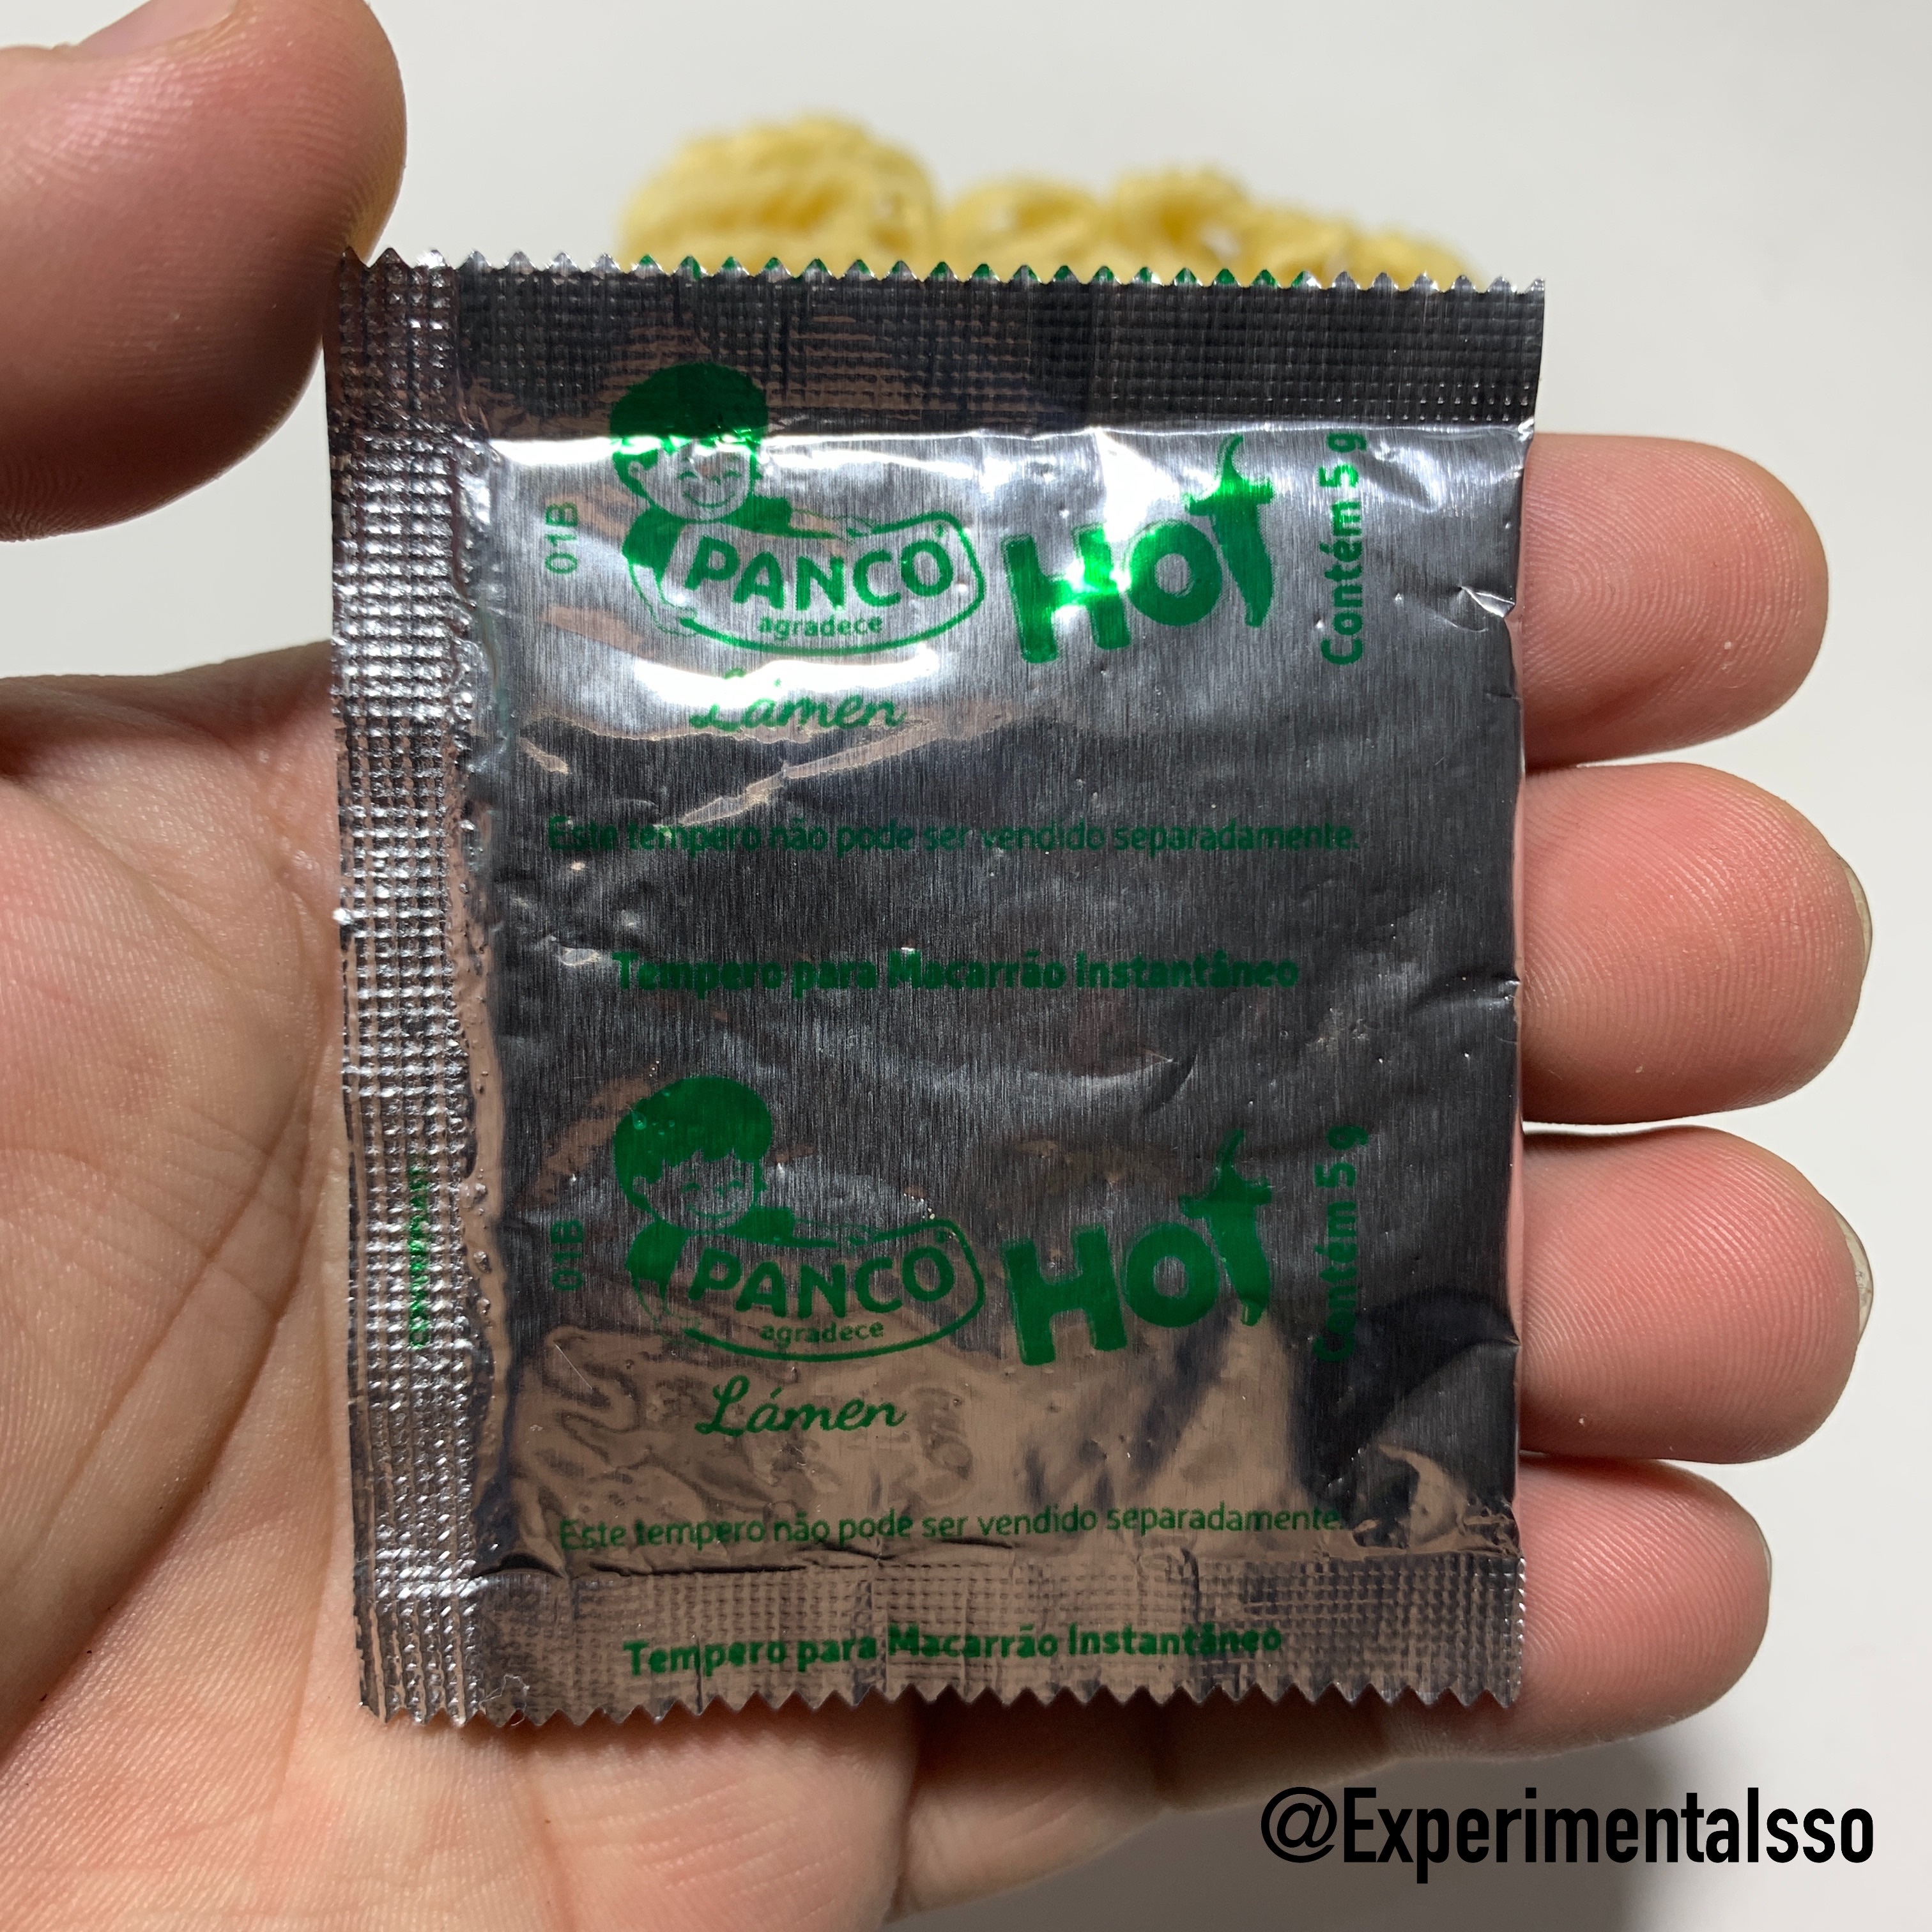 01B
PANCO
agradece
HOT
Contém 5 g
Lámen
Este tempero não pode ser vendido separadamente.
Tempero para Macarrão Instantâneo
01B
PANCO
agradece
HOT
Contém 5 g
Lámen
Este tempero não pode ser vendido separadamente.
Tempero para Macarrão Instantâneo
@Experimentalsso